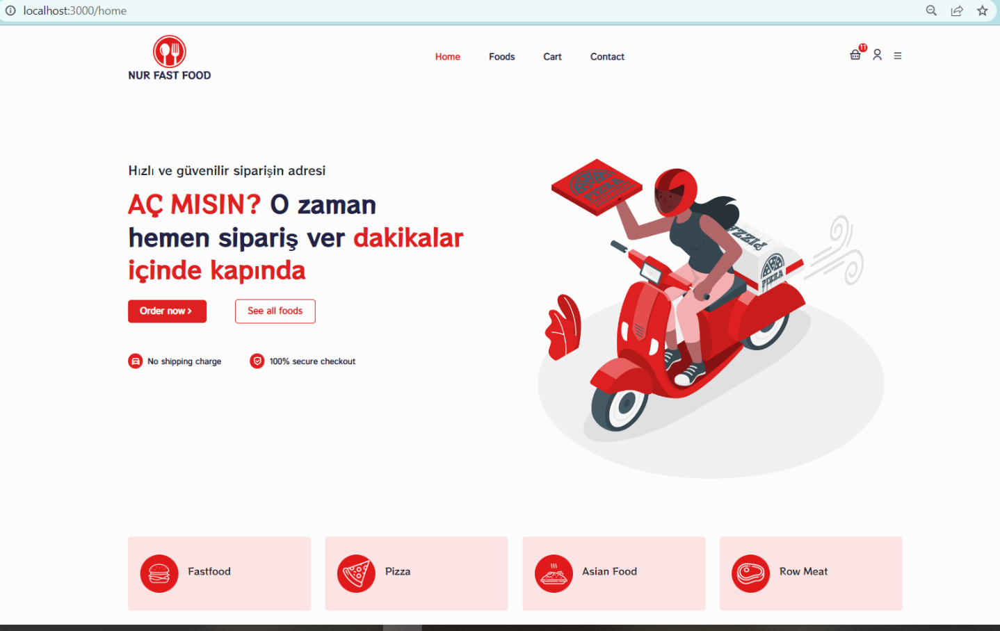 localhost:3000/home
NUR FAST FOOD
Home
Foods
Cart
Contact
11
Hızlı ve güvenilir siparişin adresi
AÇ MISIN? O zaman
hemen sipariş ver dakikalar
içinde kapında
Order now >
See all foods
No shipping charge
100% secure checkout
PIZZA
PIZZA
PIZZA
Fastfood
Pizza
Asian Food
Row Meat